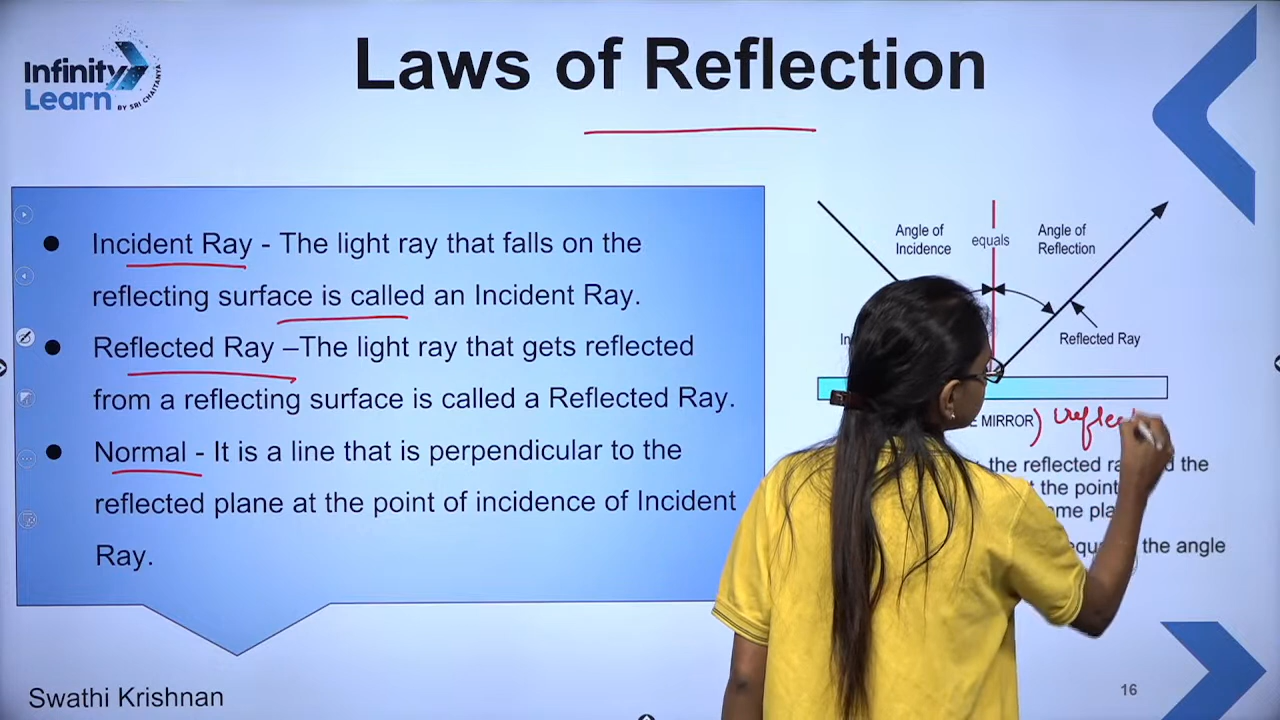 Infinity
Learn
BY SRI CHAITANYA
Laws of Reflection
● Incident Ray - The light ray that falls on the
reflecting surface is called an Incident Ray.
● Reflected Ray –The light ray that gets reflected
from a reflecting surface is called a Reflected Ray.
● Normal - It is a line that is perpendicular to the
reflected plane at the point of incidence of Incident
Ray.
Angle of
Incidence
equals
Angle of
Reflection
Reflected Ray
MIRROR) reflec
the reflected the
the point
the angle
Swathi Krishnan
16